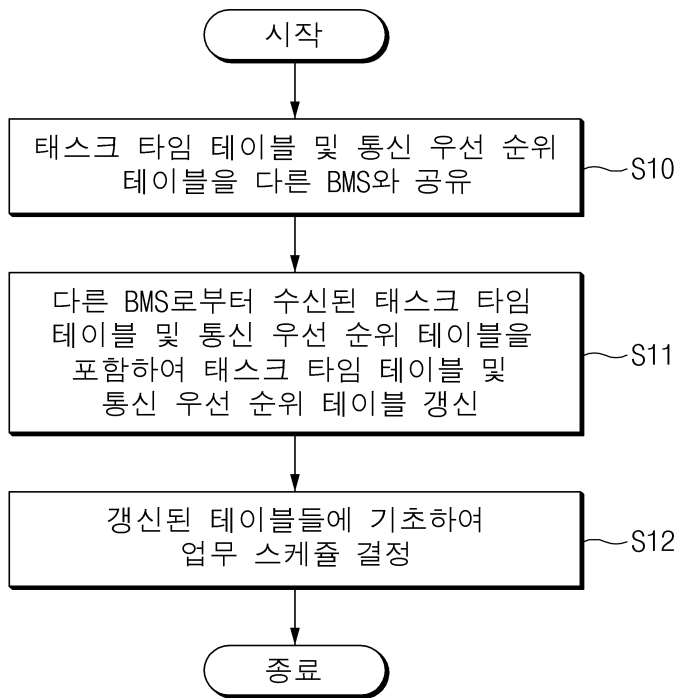 시작
태스크 타임 테이블 및 통신 우선 순위
테이블을 다른 BMS와 공유
S10
다른 BMS로부터 수신된 태스크 타임
테이블 및 통신 우선 순위 테이블을
포함하여 태스크 타임 테이블 및
통신 우선 순위 테이블 갱신
S11
갱신된 테이블들에 기초하여
업무 스케쥴 결정
S12
종료